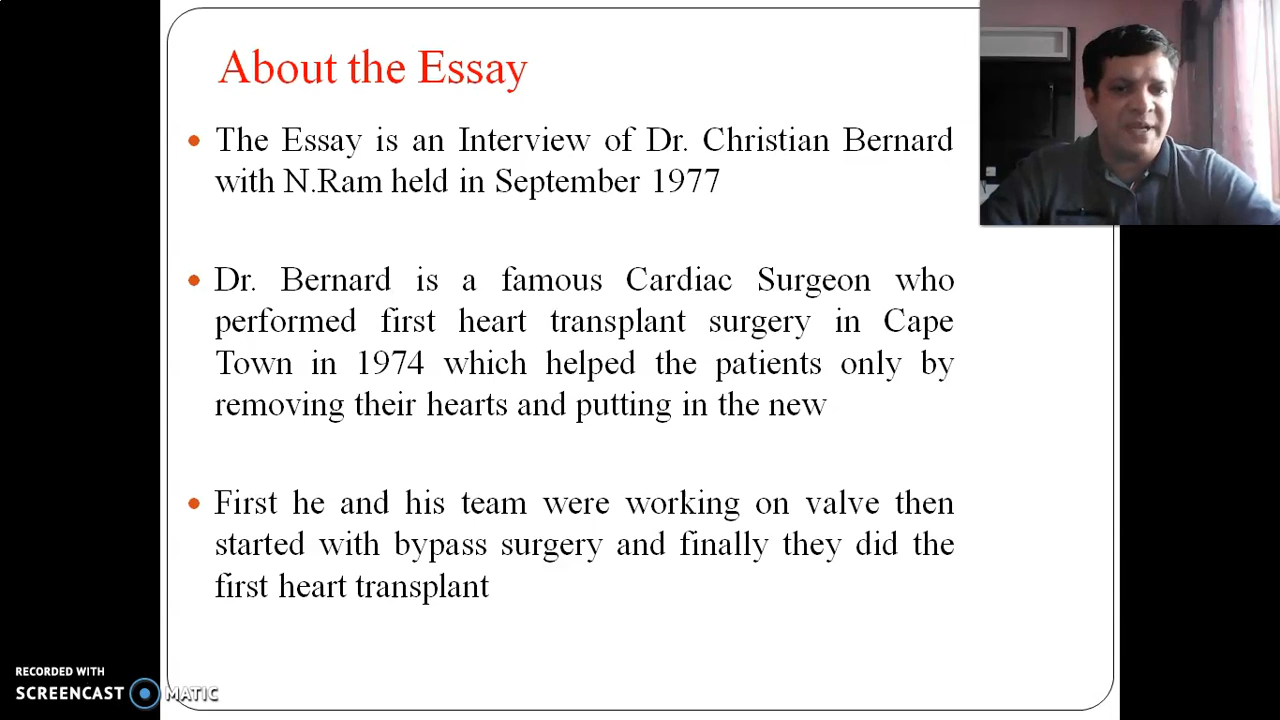 About the Essay
The Essay is an Interview of Dr. Christian Bernard
with N.Ram held in September 1977
Dr. Bernard is a famous Cardiac Surgeon who
performed first heart transplant surgery in Cape
Town in 1974 which helped the patients only by
removing their hearts and putting in the new
First he and his team were working on valve then
started with bypass surgery and finally they did the
first heart transplant
RECORDED WITH
SCREENCAST MATIC